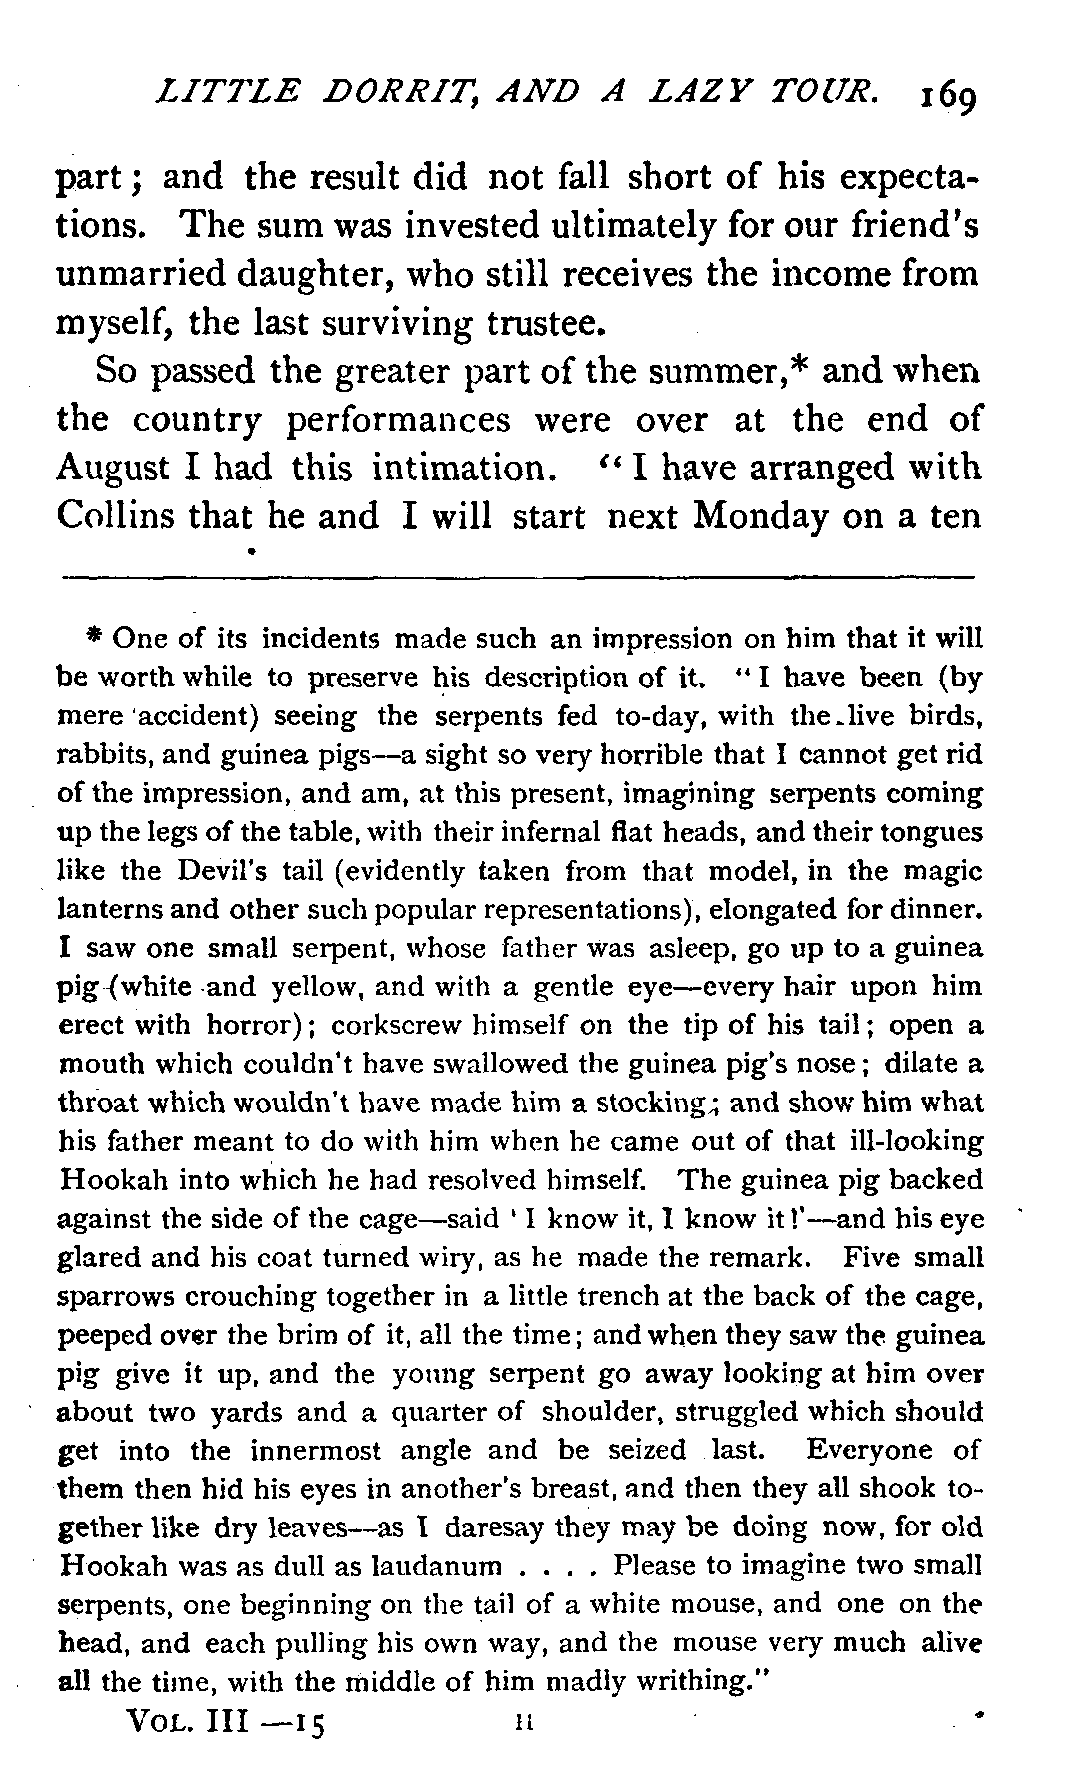 LITTLE DORRIT, AND A LAZY TOUR. 169
part; and the result did not fall short of his expecta-
tions. The sum was invested ultimately for our friend's
unmarried daughter, who still receives the income from
myself, the last surviving trustee.
So passed the greater part of the summer,* and when
the country performances were over at the end of
August I had this intimation. "I have arranged with
Collins that he and I will start next Monday on a ten
* One of its incidents made such an impression on him that it will
be worth while to preserve his description of it. "I have been (by
mere accident) seeing the serpents fed to-day, with the live birds,
rabbits, and guinea pigs—a sight so very horrible that I cannot get rid
of the impression, and am, at this present, imagining serpents coming
up the legs of the table, with their infernal flat heads, and their tongues
like the Devil's tail (evidently taken from that model, in the magic
lanterns and other such popular representations), elongated for dinner.
I saw one small serpent, whose father was asleep, go up to a guinea
pig (white and yellow, and with a gentle eye—every hair upon him
erect with horror); corkscrew himself on the tip of his tail; open a
mouth which couldn't have swallowed the guinea pig's nose; dilate a
throat which wouldn't have made him a stocking; and show him what
his father meant to do with him when he came out of that ill-looking
Hookah into which he had resolved himself. The guinea pig backed
against the side of the cage—said 'I know it, I know it!'—and his eye
glared and his coat turned wiry, as he made the remark. Five small
sparrows crouching together in a little trench at the back of the cage,
peeped over the brim of it, all the time; and when they saw the guinea
pig give it up, and the young serpent go away looking at him over
about two yards and a quarter of shoulder, struggled which should
get into the innermost angle and be seized last. Everyone of
them then hid his eyes in another's breast, and then they all shook to-
gether like dry leaves—as I daresay they may be doing now, for old
Hookah was as dull as laudanum . . . . Please to imagine two small
serpents, one beginning on the tail of a white mouse, and one on the
head, and each pulling his own way, and the mouse very much alive
all the time, with the middle of him madly writhing."
VOL. III —15 11